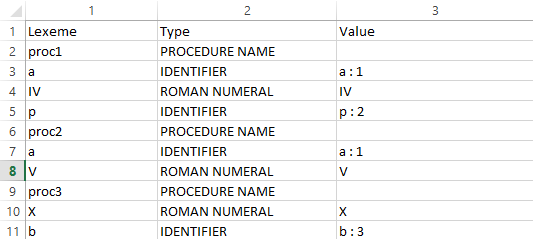 1 2 3
1 Lexeme Type Value
2 proc1 PROCEDURE NAME
3 a IDENTIFIER a : 1
4 IV ROMAN NUMERAL IV
5 p IDENTIFIER p : 2
6 proc2 PROCEDURE NAME
7 a IDENTIFIER a : 1
8 V ROMAN NUMERAL V
9 proc3 PROCEDURE NAME
10 X ROMAN NUMERAL X
11 b IDENTIFIER b : 3